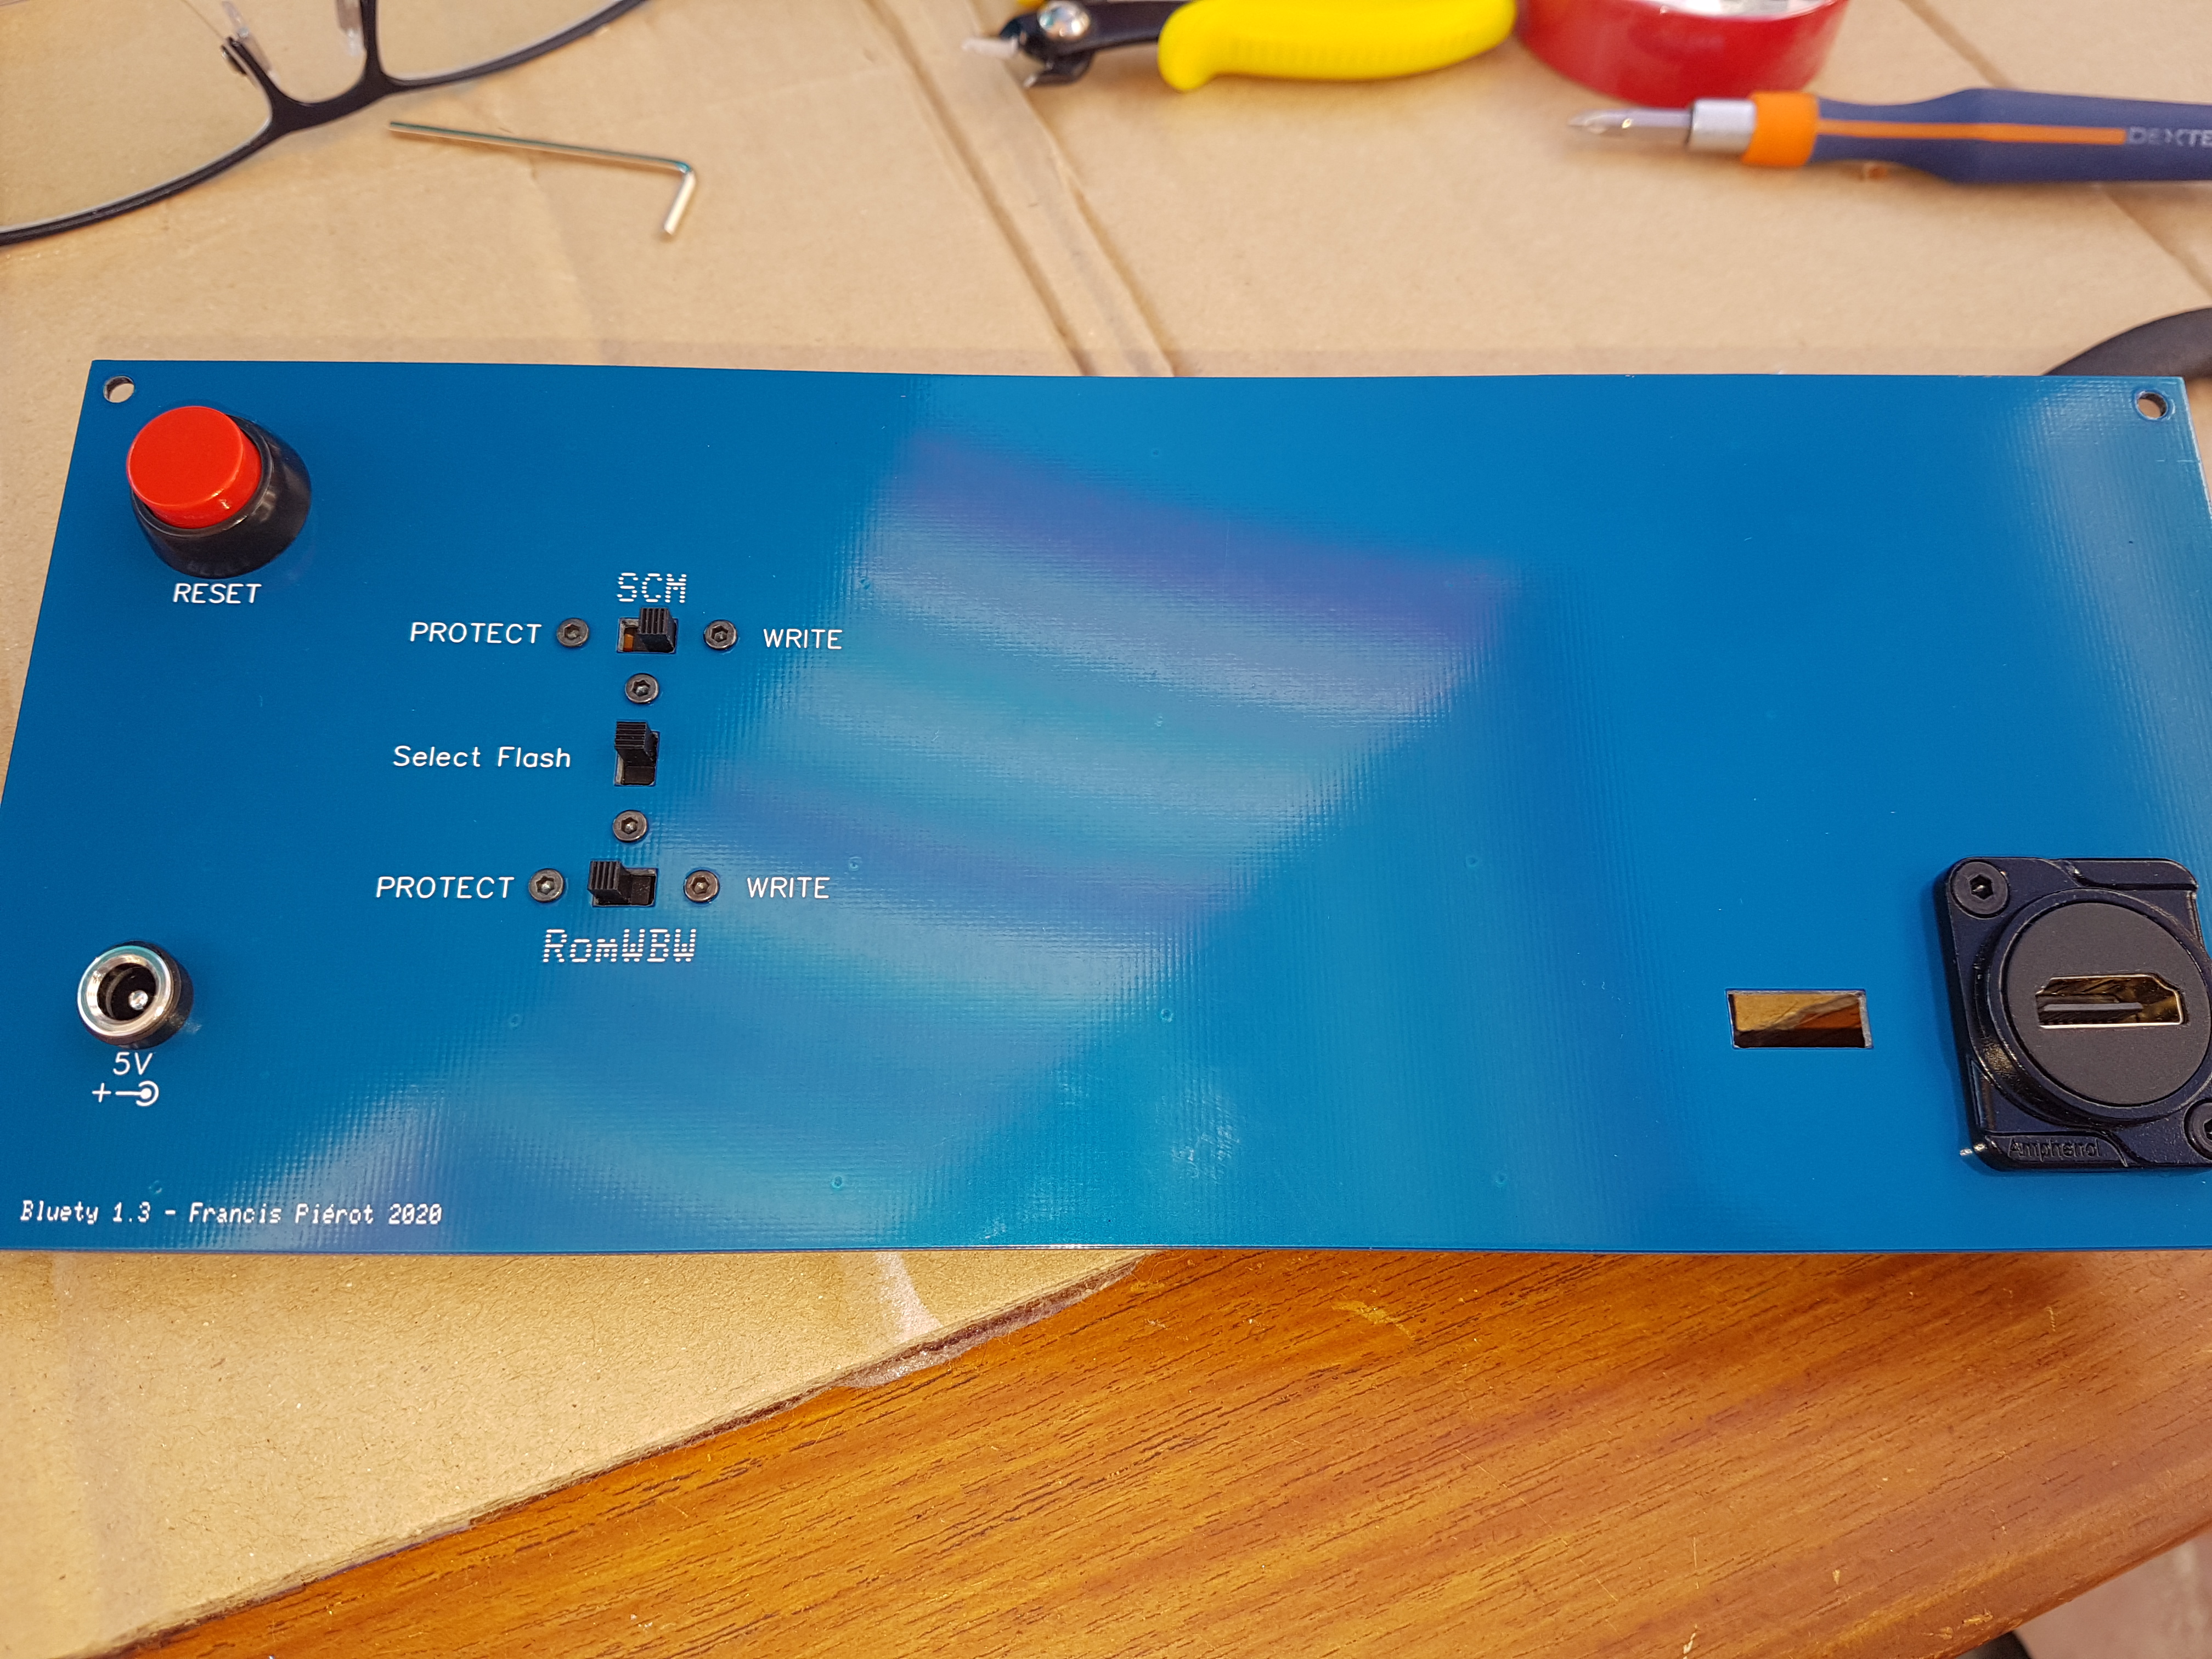 DEXTE
RESET
SCM
PROTECT WRITE
Select Flash
PROTECT WRITE
RomWBW
5V
+
Amphenol
Bluety 1.3 - Francis Piérot 2020